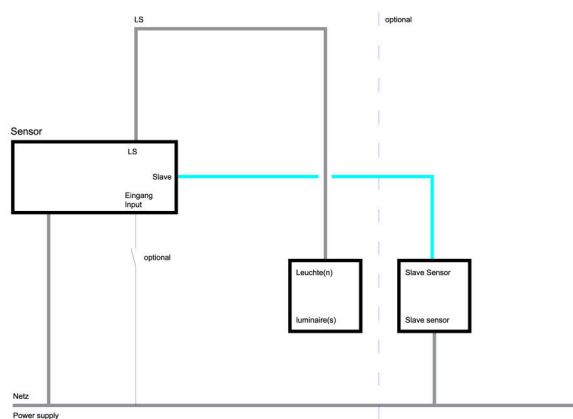 LS
optional
Sensor
LS
Slave
Eingang
Input
optional
Leuchte(n)
luminaire(s)
Slave Sensor
Slave sensor
Netz
Power supply